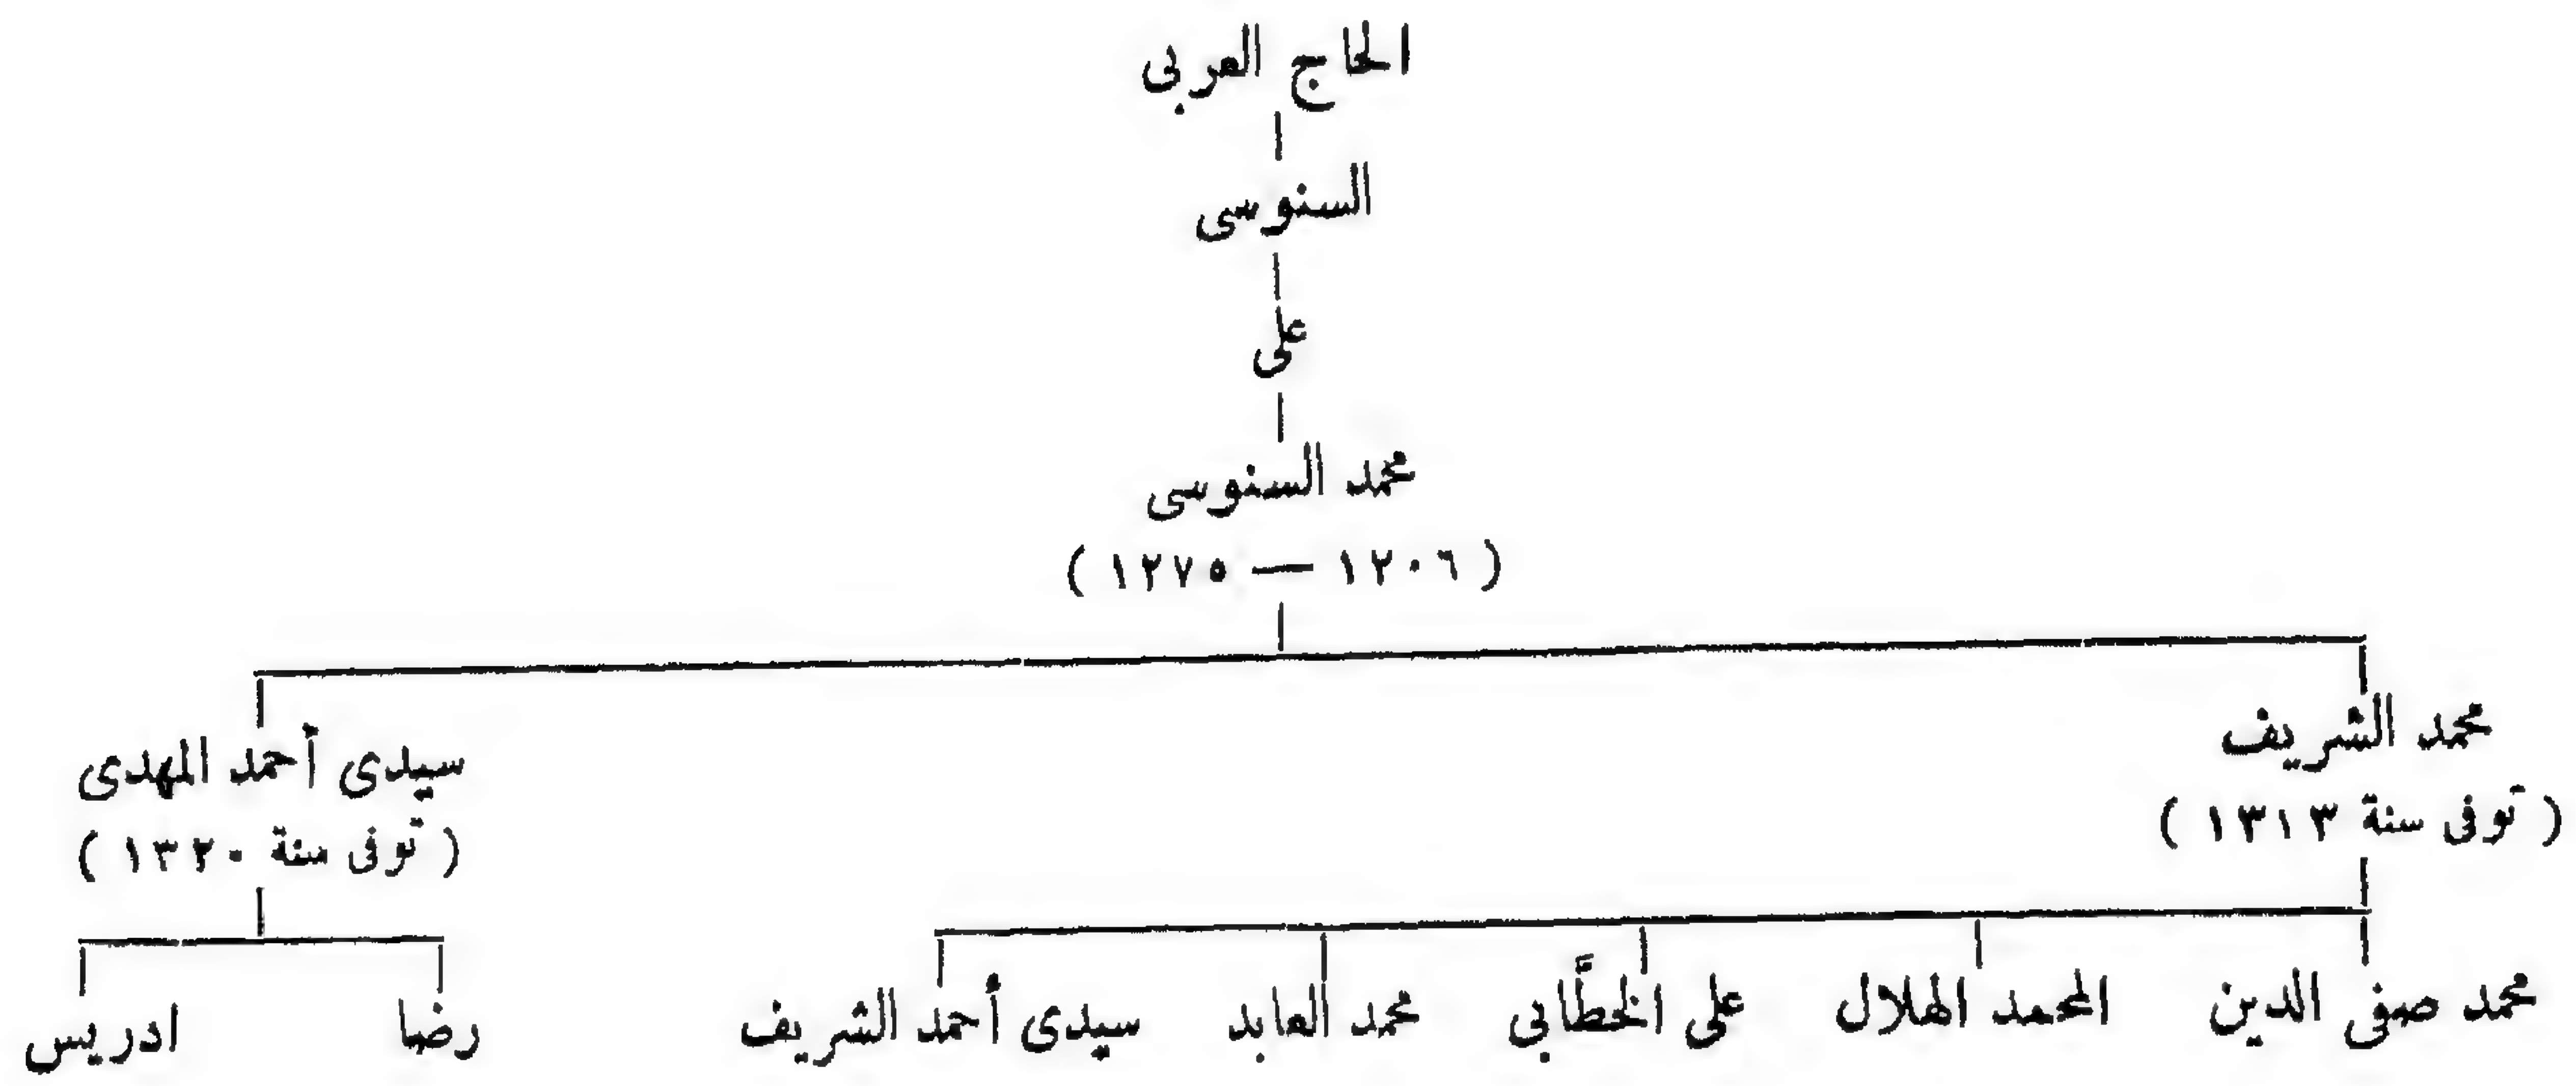 الحاج العربى
السنوسى
على
محمد السنوسى
( ١٢٠٦ — ١٢٧٥ )
محمد الشريف
( توفى سنة ١٣١٣ )
سيدى أحمد المهدى
( توفى سنة ١٣٢٠ )
محمد صفى الدين
المحمد الهلال
على الخطَّابى
محمد العابد
سيدى أحمد الشريف
رضا
ادريس